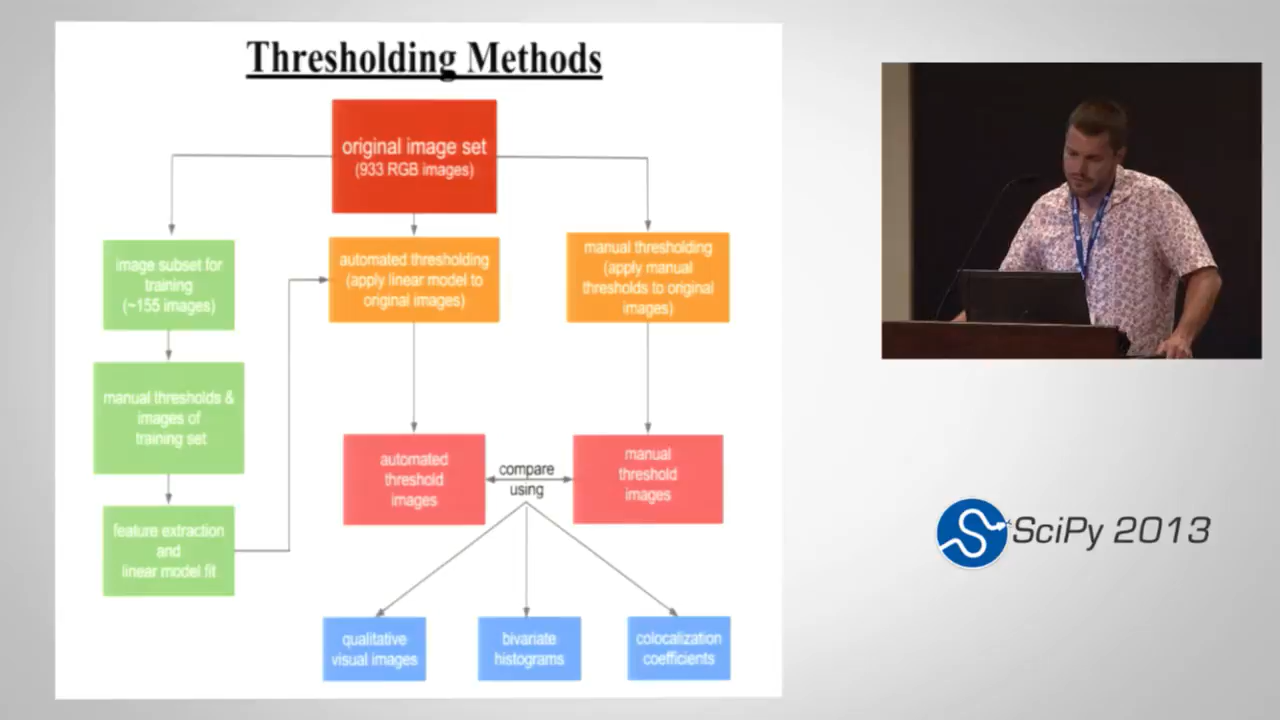 Thresholding Methods
original image set
(933 RGB images)
image subset for
training
(~155 images)
automated thresholding
(apply linear model to
original images)
manual thresholding
(apply manual
thresholds to original
images)
manual thresholds &
images of
training set
automated
threshold
images
compare
using
manual
threshold
images
feature extraction
and
linear model fit
qualitative
visual images
bivariate
histograms
colocalization
coefficients
SciPy 2013